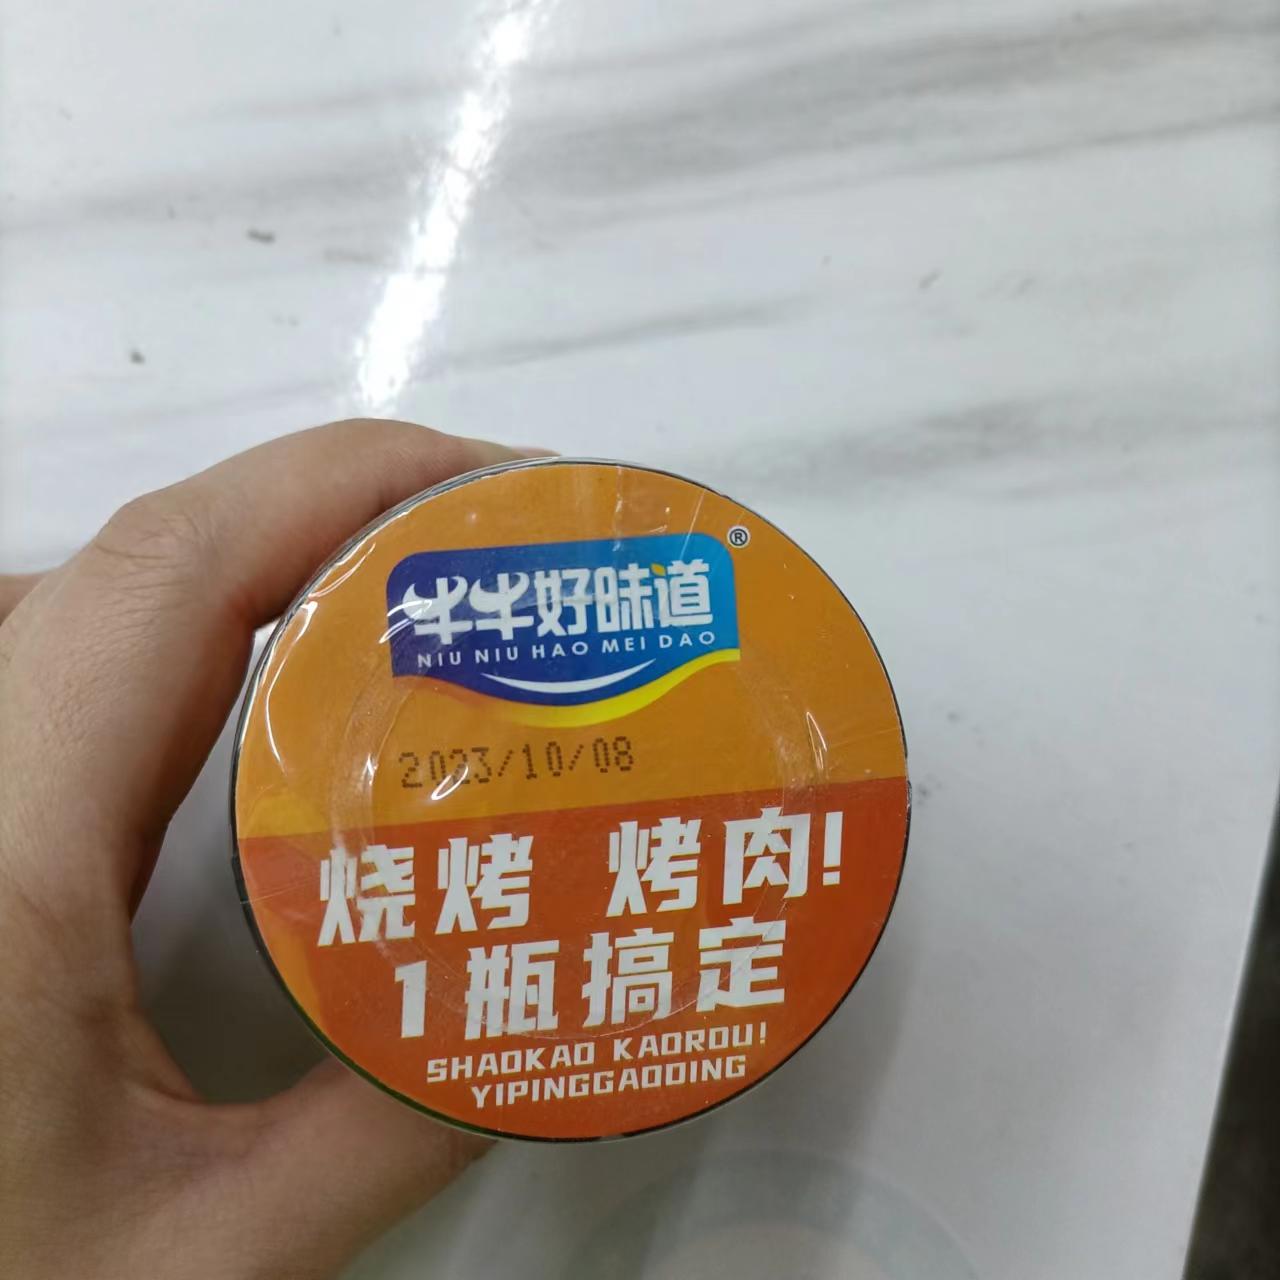 牛牛好味道®
NIU NIU HAO MEI DAO
2023/10/08
烧烤 烤肉!
1瓶搞定
SHAOKAO KAOROU!
YIPINGGAODING